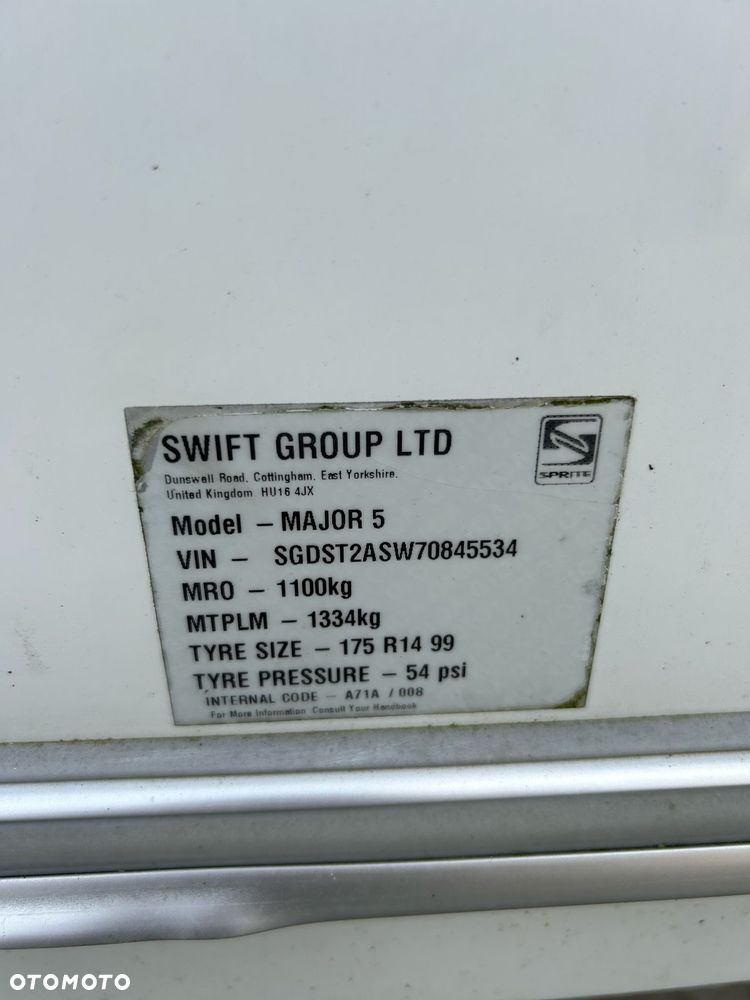 SWIFT GROUP LTD
SPRITE
Dunswell Road, Cottingham, East Yorkshire.
United Kingdom HU16 4JX
Model – MAJOR 5
VIN – SGDST2ASW70845534
MRO – 1100kg
MTPLM – 1334kg
TYRE SIZE – 175 R14 99
TYRE PRESSURE – 54 psi
INTERNAL CODE – A71A / 008
For More Information Consult Your Handbook
OTOMOTO